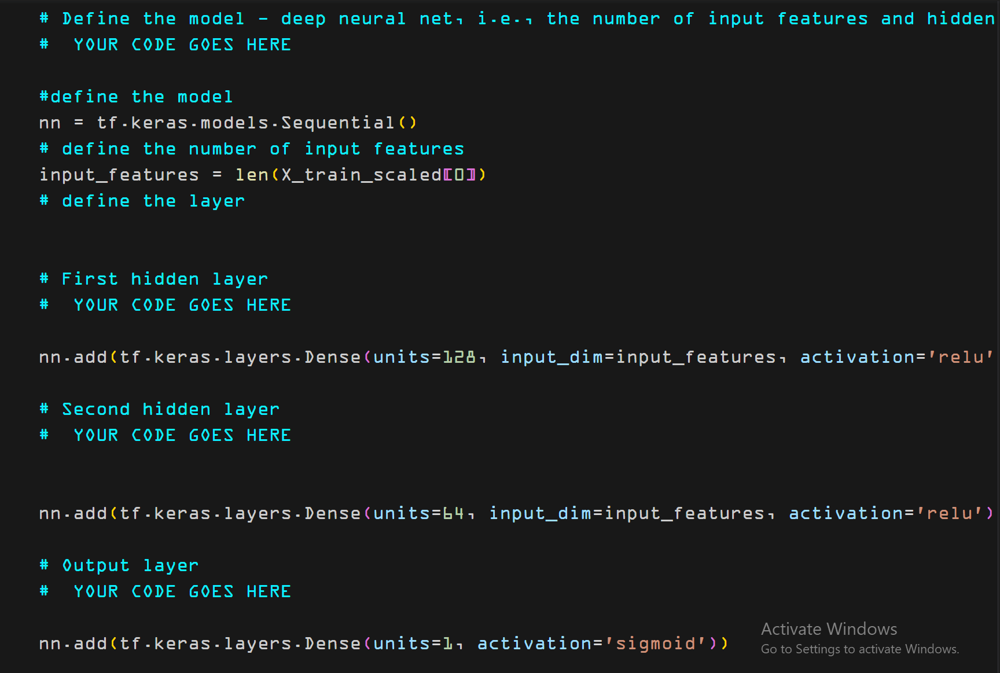 # Define the model - deep neural net, i.e., the number of input features and hidden
#  YOUR CODE GOES HERE
#define the model
nn = tf.keras.models.Sequential()
# define the number of input features
input_features = len(X_train_scaled[0])
# define the layer
# First hidden layer
#  YOUR CODE GOES HERE
nn.add(tf.keras.layers.Dense(units=128, input_dim=input_features, activation='relu'
# Second hidden layer
#  YOUR CODE GOES HERE
nn.add(tf.keras.layers.Dense(units=64, input_dim=input_features, activation='relu')
# Output layer
#  YOUR CODE GOES HERE
nn.add(tf.keras.layers.Dense(units=1, activation='sigmoid'))
Activate Windows
Go to Settings to activate Windows.